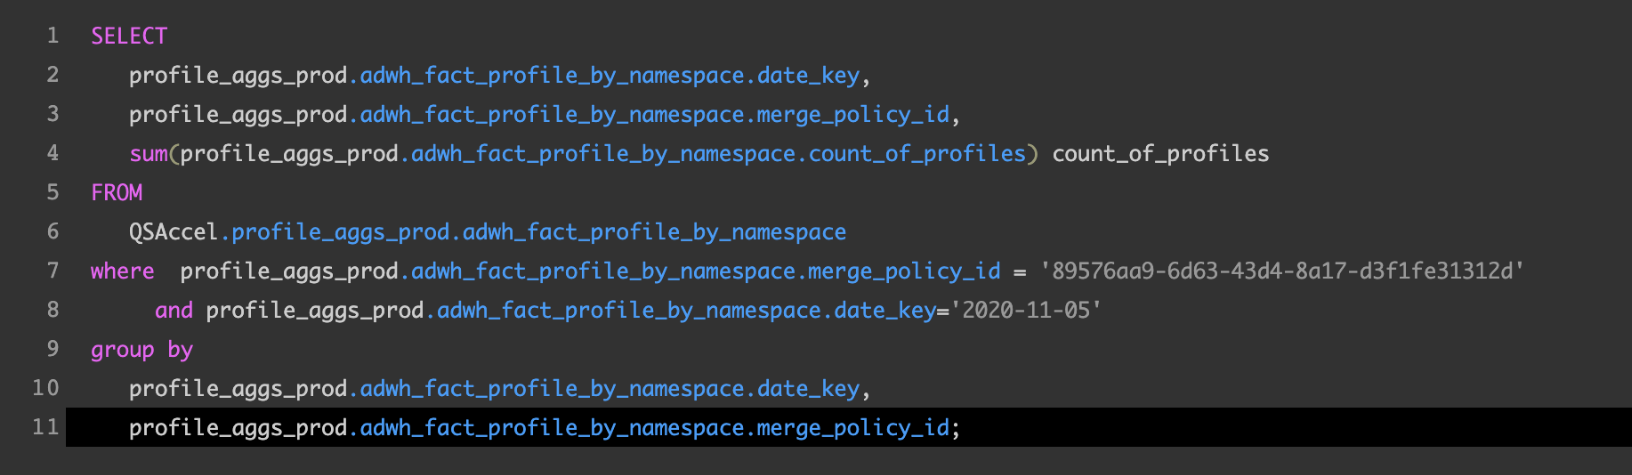 1 SELECT
2 profile_aggs_prod.adwh_fact_profile_by_namespace.date_key,
3 profile_aggs_prod.adwh_fact_profile_by_namespace.merge_policy_id,
4 sum(profile_aggs_prod.adwh_fact_profile_by_namespace.count_of_profiles) count_of_profiles
5 FROM
6 QSAccel.profile_aggs_prod.adwh_fact_profile_by_namespace
7 where  profile_aggs_prod.adwh_fact_profile_by_namespace.merge_policy_id = '89576aa9-6d63-43d4-8a17-d3f1fe31312d'
8 and profile_aggs_prod.adwh_fact_profile_by_namespace.date_key='2020-11-05'
9 group by
10 profile_aggs_prod.adwh_fact_profile_by_namespace.date_key,
11 profile_aggs_prod.adwh_fact_profile_by_namespace.merge_policy_id;